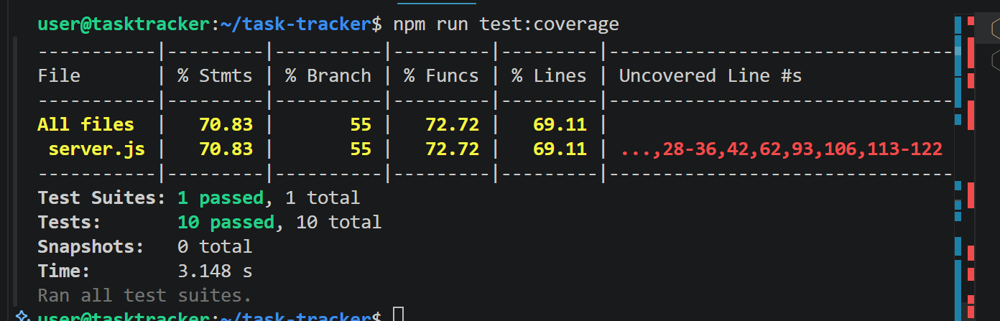 user@tasktracker:~/task-tracker$ npm run test:coverage
-----------|---------|----------|---------|---------|-------------------------------
File       | % Stmts | % Branch | % Funcs | % Lines | Uncovered Line #s
-----------|---------|----------|---------|---------|-------------------------------
All files  |   70.83 |       55 |   72.72 |   69.11 |
 server.js |   70.83 |       55 |   72.72 |   69.11 | ...,28-36,42,62,93,106,113-122
-----------|---------|----------|---------|---------|-------------------------------
Test Suites: 1 passed, 1 total
Tests:       10 passed, 10 total
Snapshots:   0 total
Time:        3.148 s
Ran all test suites.
user@tasktracker:~/task-tracker$